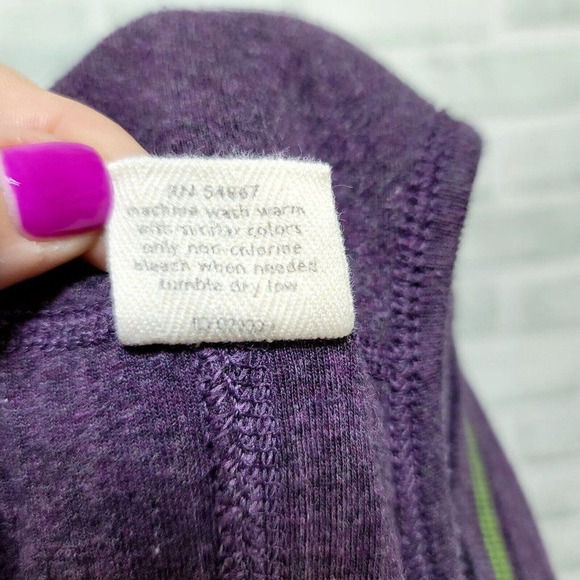 RN 54867
machine wash warm
with similar colors
only non-chlorine
bleach when needed
tumble dry low